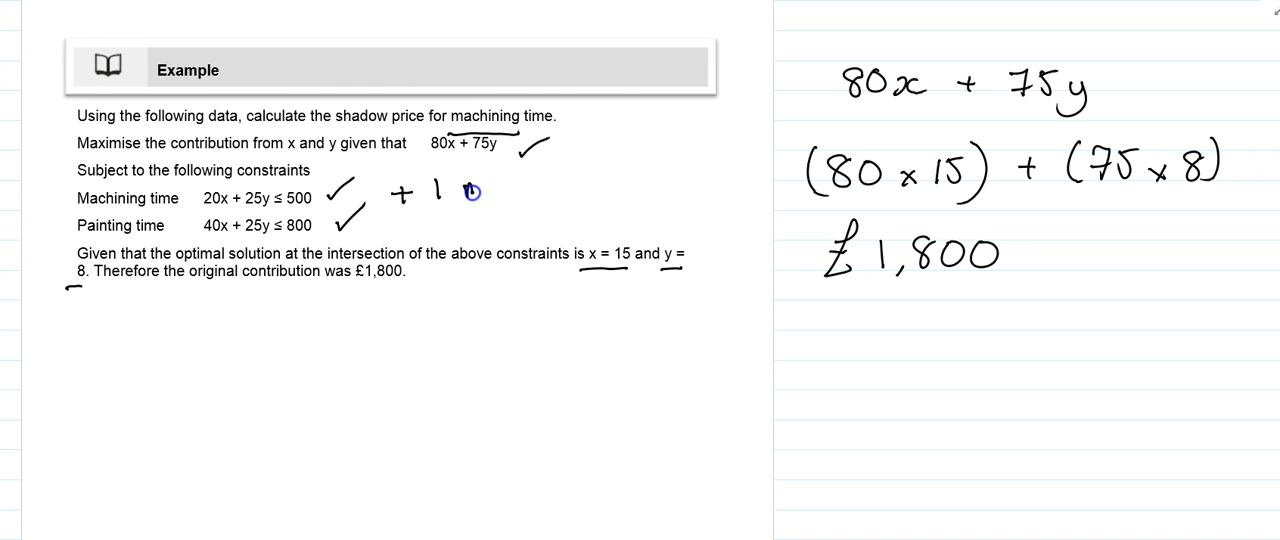 Example
Using the following data, calculate the shadow price for machining time.
Maximise the contribution from x and y given that 80x + 75y
Subject to the following constraints
Machining time 20x + 25y ≤ 500
+ 1
Painting time 40x + 25y ≤ 800
Given that the optimal solution at the intersection of the above constraints is x = 15 and y =
8. Therefore the original contribution was £1,800.
80x + 75y
(80 x 15) + (75 x 8)
£1,800